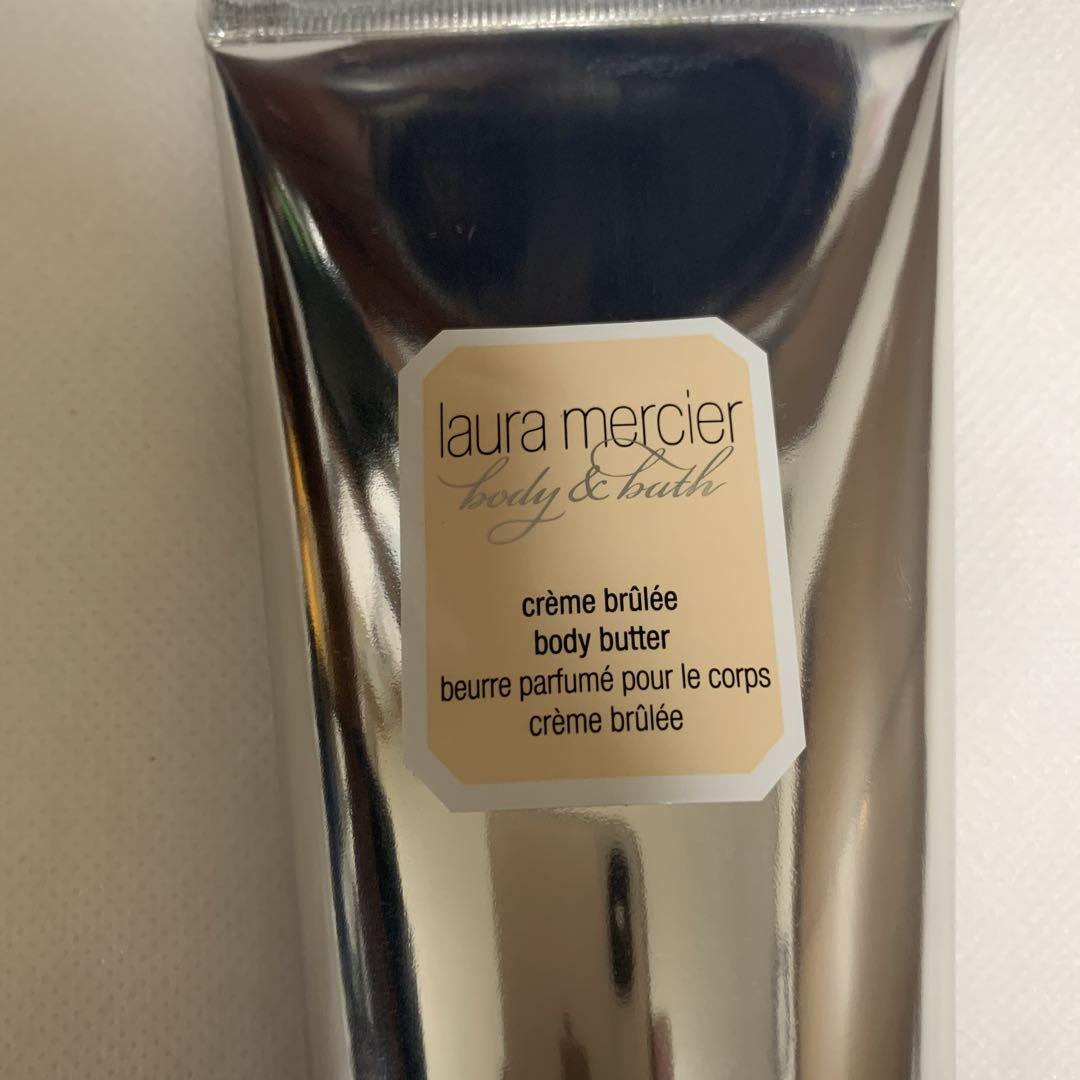 laura mercier
body & bath
crème brûlée
body butter
beurre parfumé pour le corps
crème brûlée